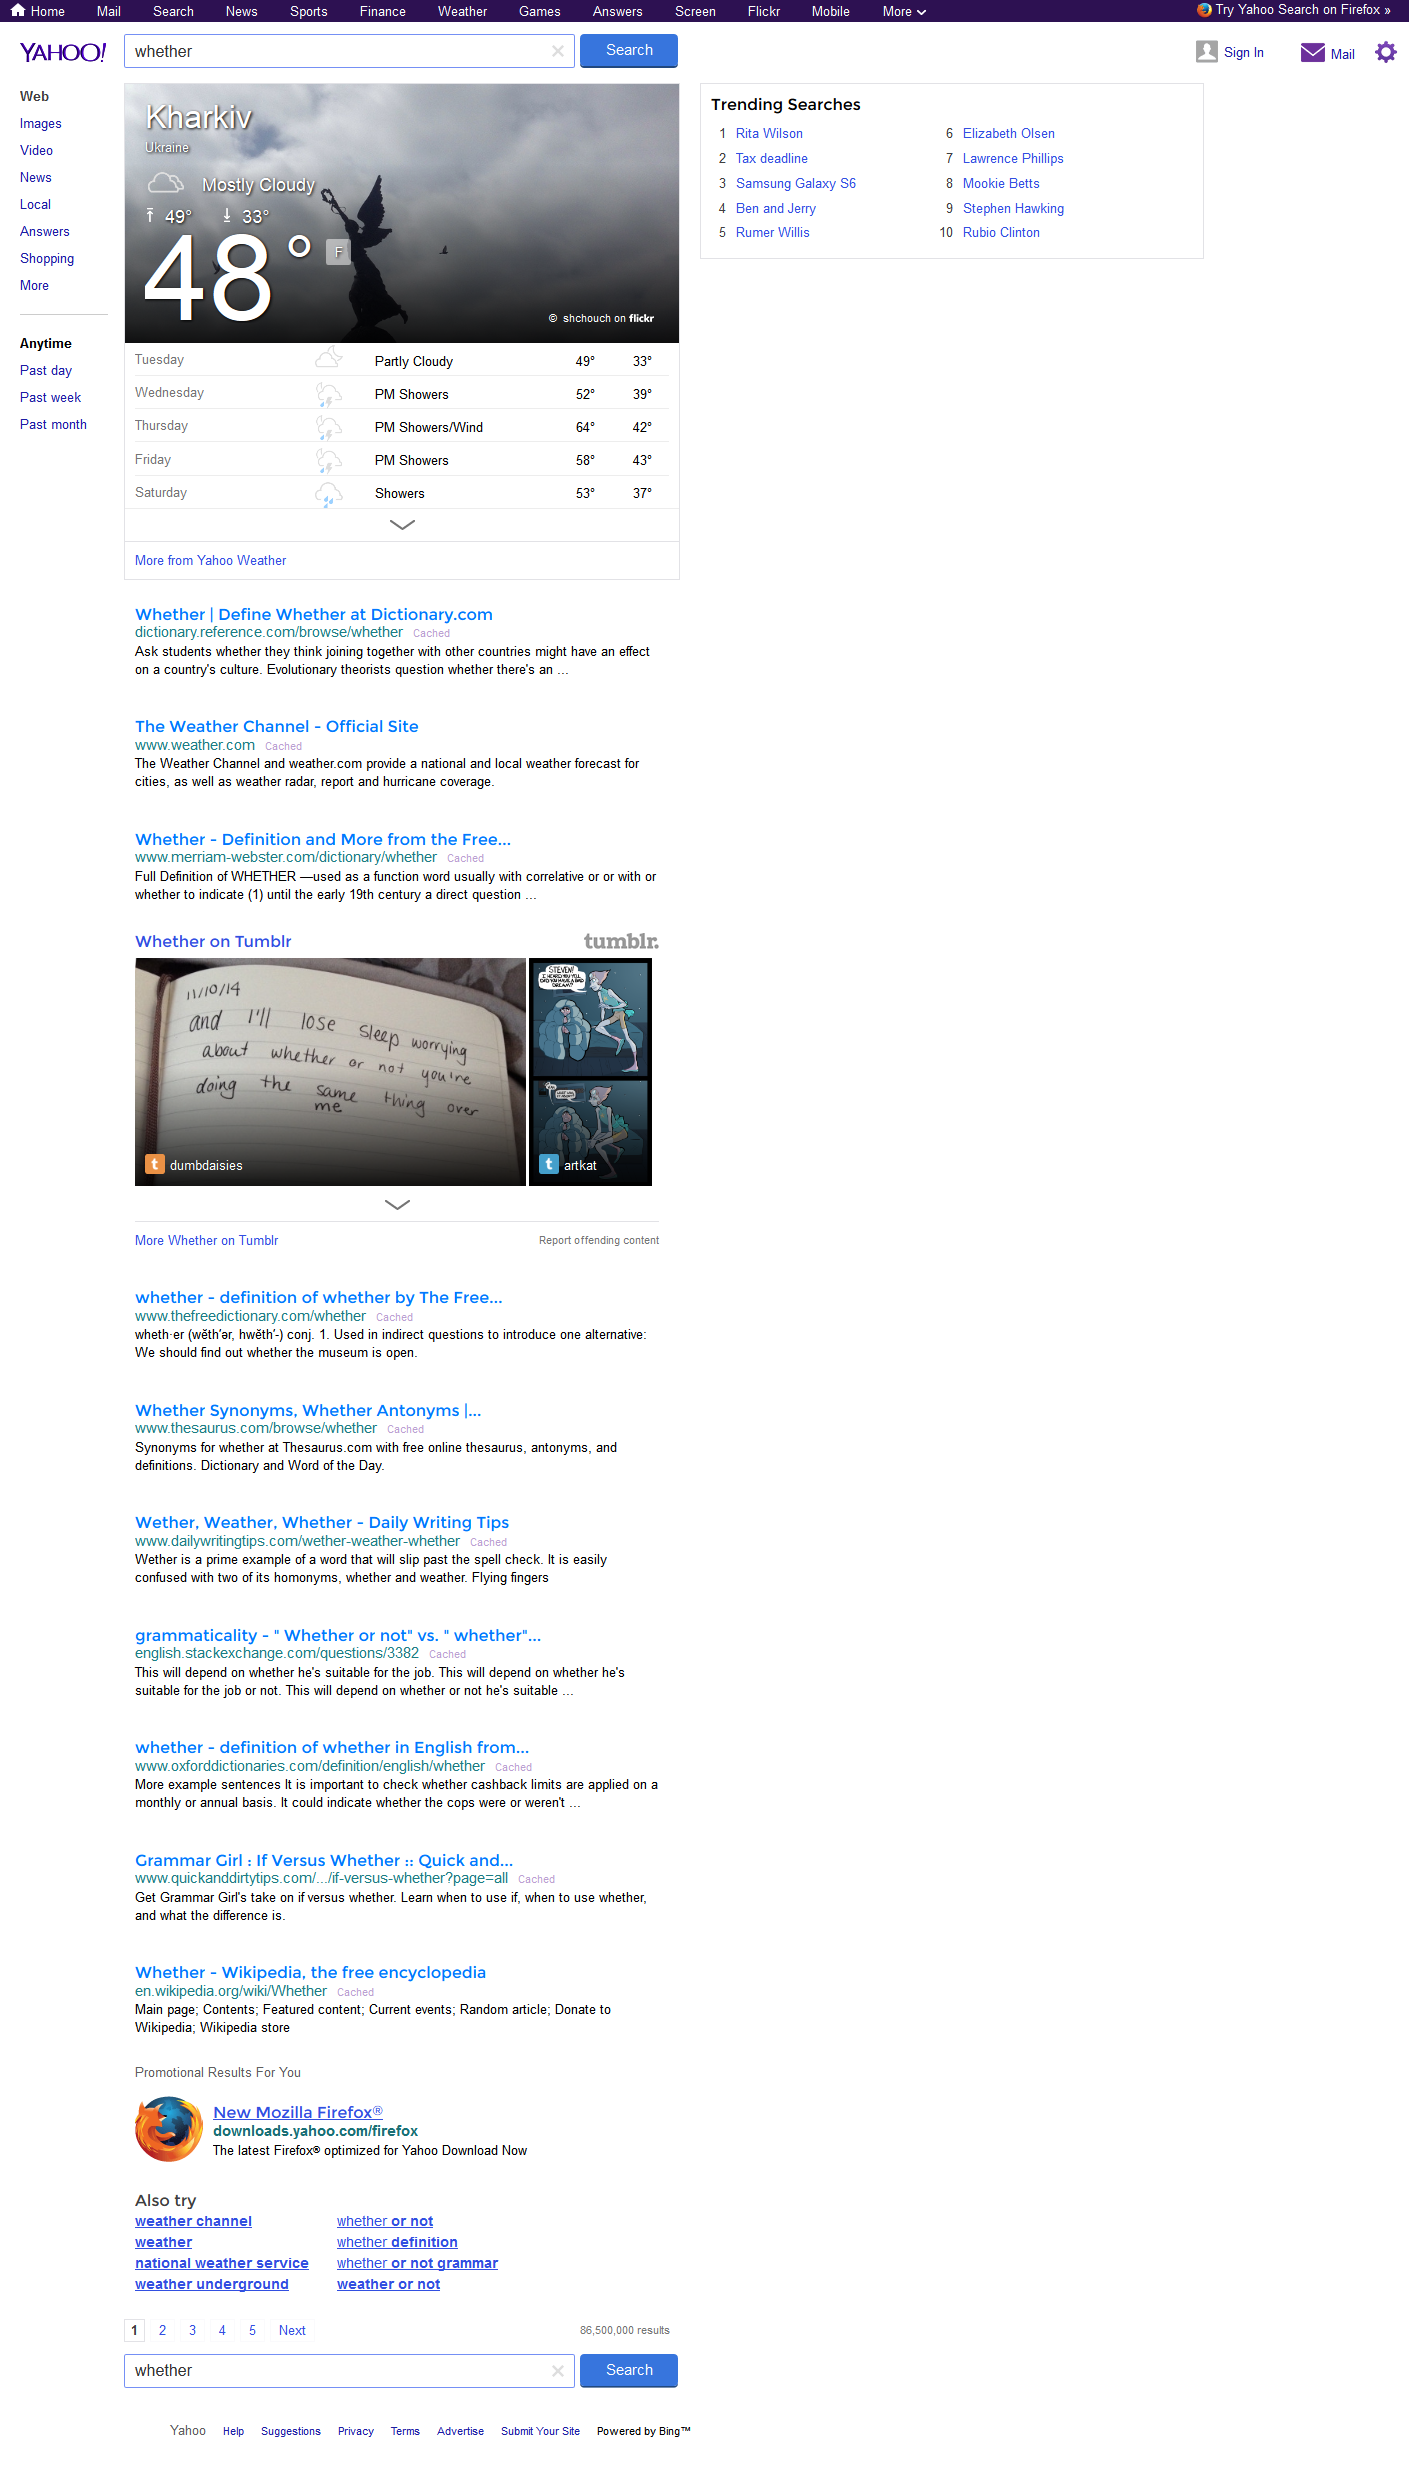 Home Mail Search News Sports Finance Weather Games Answers Screen Flickr Mobile More Try Yahoo Search on Firefox »
YAHOO! whether Search Sign In Mail
Web
Images
Video
News
Local
Answers
Shopping
More
Anytime
Past day
Past week
Past month
Kharkiv
Ukraine
Mostly Cloudy
49° 33°
48° F
© shchouch on flickr
Tuesday Partly Cloudy 49° 33°
Wednesday PM Showers 52° 39°
Thursday PM Showers/Wind 64° 42°
Friday PM Showers 58° 43°
Saturday Showers 53° 37°
More from Yahoo Weather
Trending Searches
1 Rita Wilson
2 Tax deadline
3 Samsung Galaxy S6
4 Ben and Jerry
5 Rumer Willis
6 Elizabeth Olsen
7 Lawrence Phillips
8 Mookie Betts
9 Stephen Hawking
10 Rubio Clinton
Whether | Define Whether at Dictionary.com
dictionary.reference.com/browse/whether Cached
Ask students whether they think joining together with other countries might have an effect
on a country's culture. Evolutionary theorists question whether there's an ...
The Weather Channel - Official Site
www.weather.com Cached
The Weather Channel and weather.com provide a national and local weather forecast for
cities, as well as weather radar, report and hurricane coverage.
Whether - Definition and More from the Free...
www.merriam-webster.com/dictionary/whether Cached
Full Definition of WHETHER —used as a function word usually with correlative or or with or
whether to indicate (1) until the early 19th century a direct question ...
Whether on Tumblr tumblr.
11/10/14
and I'll lose sleep worrying
about whether or not you're
doing the same thing over
me
dumbdaisies
STEVEN!
I HEARD YOU YELL
DID YOU HAVE A BAD
DREAM?
artkat
More Whether on Tumblr Report offending content
whether - definition of whether by The Free...
www.thefreedictionary.com/whether Cached
wheth·er (wĕth′ər, hwĕth′-) conj. 1. Used in indirect questions to introduce one alternative:
We should find out whether the museum is open.
Whether Synonyms, Whether Antonyms |...
www.thesaurus.com/browse/whether Cached
Synonyms for whether at Thesaurus.com with free online thesaurus, antonyms, and
definitions. Dictionary and Word of the Day.
Wether, Weather, Whether - Daily Writing Tips
www.dailywritingtips.com/wether-weather-whether Cached
Wether is a prime example of a word that will slip past the spell check. It is easily
confused with two of its homonyms, whether and weather. Flying fingers
grammaticality - " Whether or not" vs. " whether"...
english.stackexchange.com/questions/3382 Cached
This will depend on whether he's suitable for the job. This will depend on whether he's
suitable for the job or not. This will depend on whether or not he's suitable ...
whether - definition of whether in English from...
www.oxforddictionaries.com/definition/english/whether Cached
More example sentences It is important to check whether cashback limits are applied on a
monthly or annual basis. It could indicate whether the cops were or weren't ...
Grammar Girl : If Versus Whether :: Quick and...
www.quickanddirtytips.com/.../if-versus-whether?page=all Cached
Get Grammar Girl's take on if versus whether. Learn when to use if, when to use whether,
and what the difference is.
Whether - Wikipedia, the free encyclopedia
en.wikipedia.org/wiki/Whether Cached
Main page; Contents; Featured content; Current events; Random article; Donate to
Wikipedia; Wikipedia store
Promotional Results For You
New Mozilla Firefox®
downloads.yahoo.com/firefox
The latest Firefox® optimized for Yahoo Download Now
Also try
weather channel whether or not
weather whether definition
national weather service whether or not grammar
weather underground weather or not
1 2 3 4 5 Next 86,500,000 results
whether Search
Yahoo Help Suggestions Privacy Terms Advertise Submit Your Site Powered by Bing™